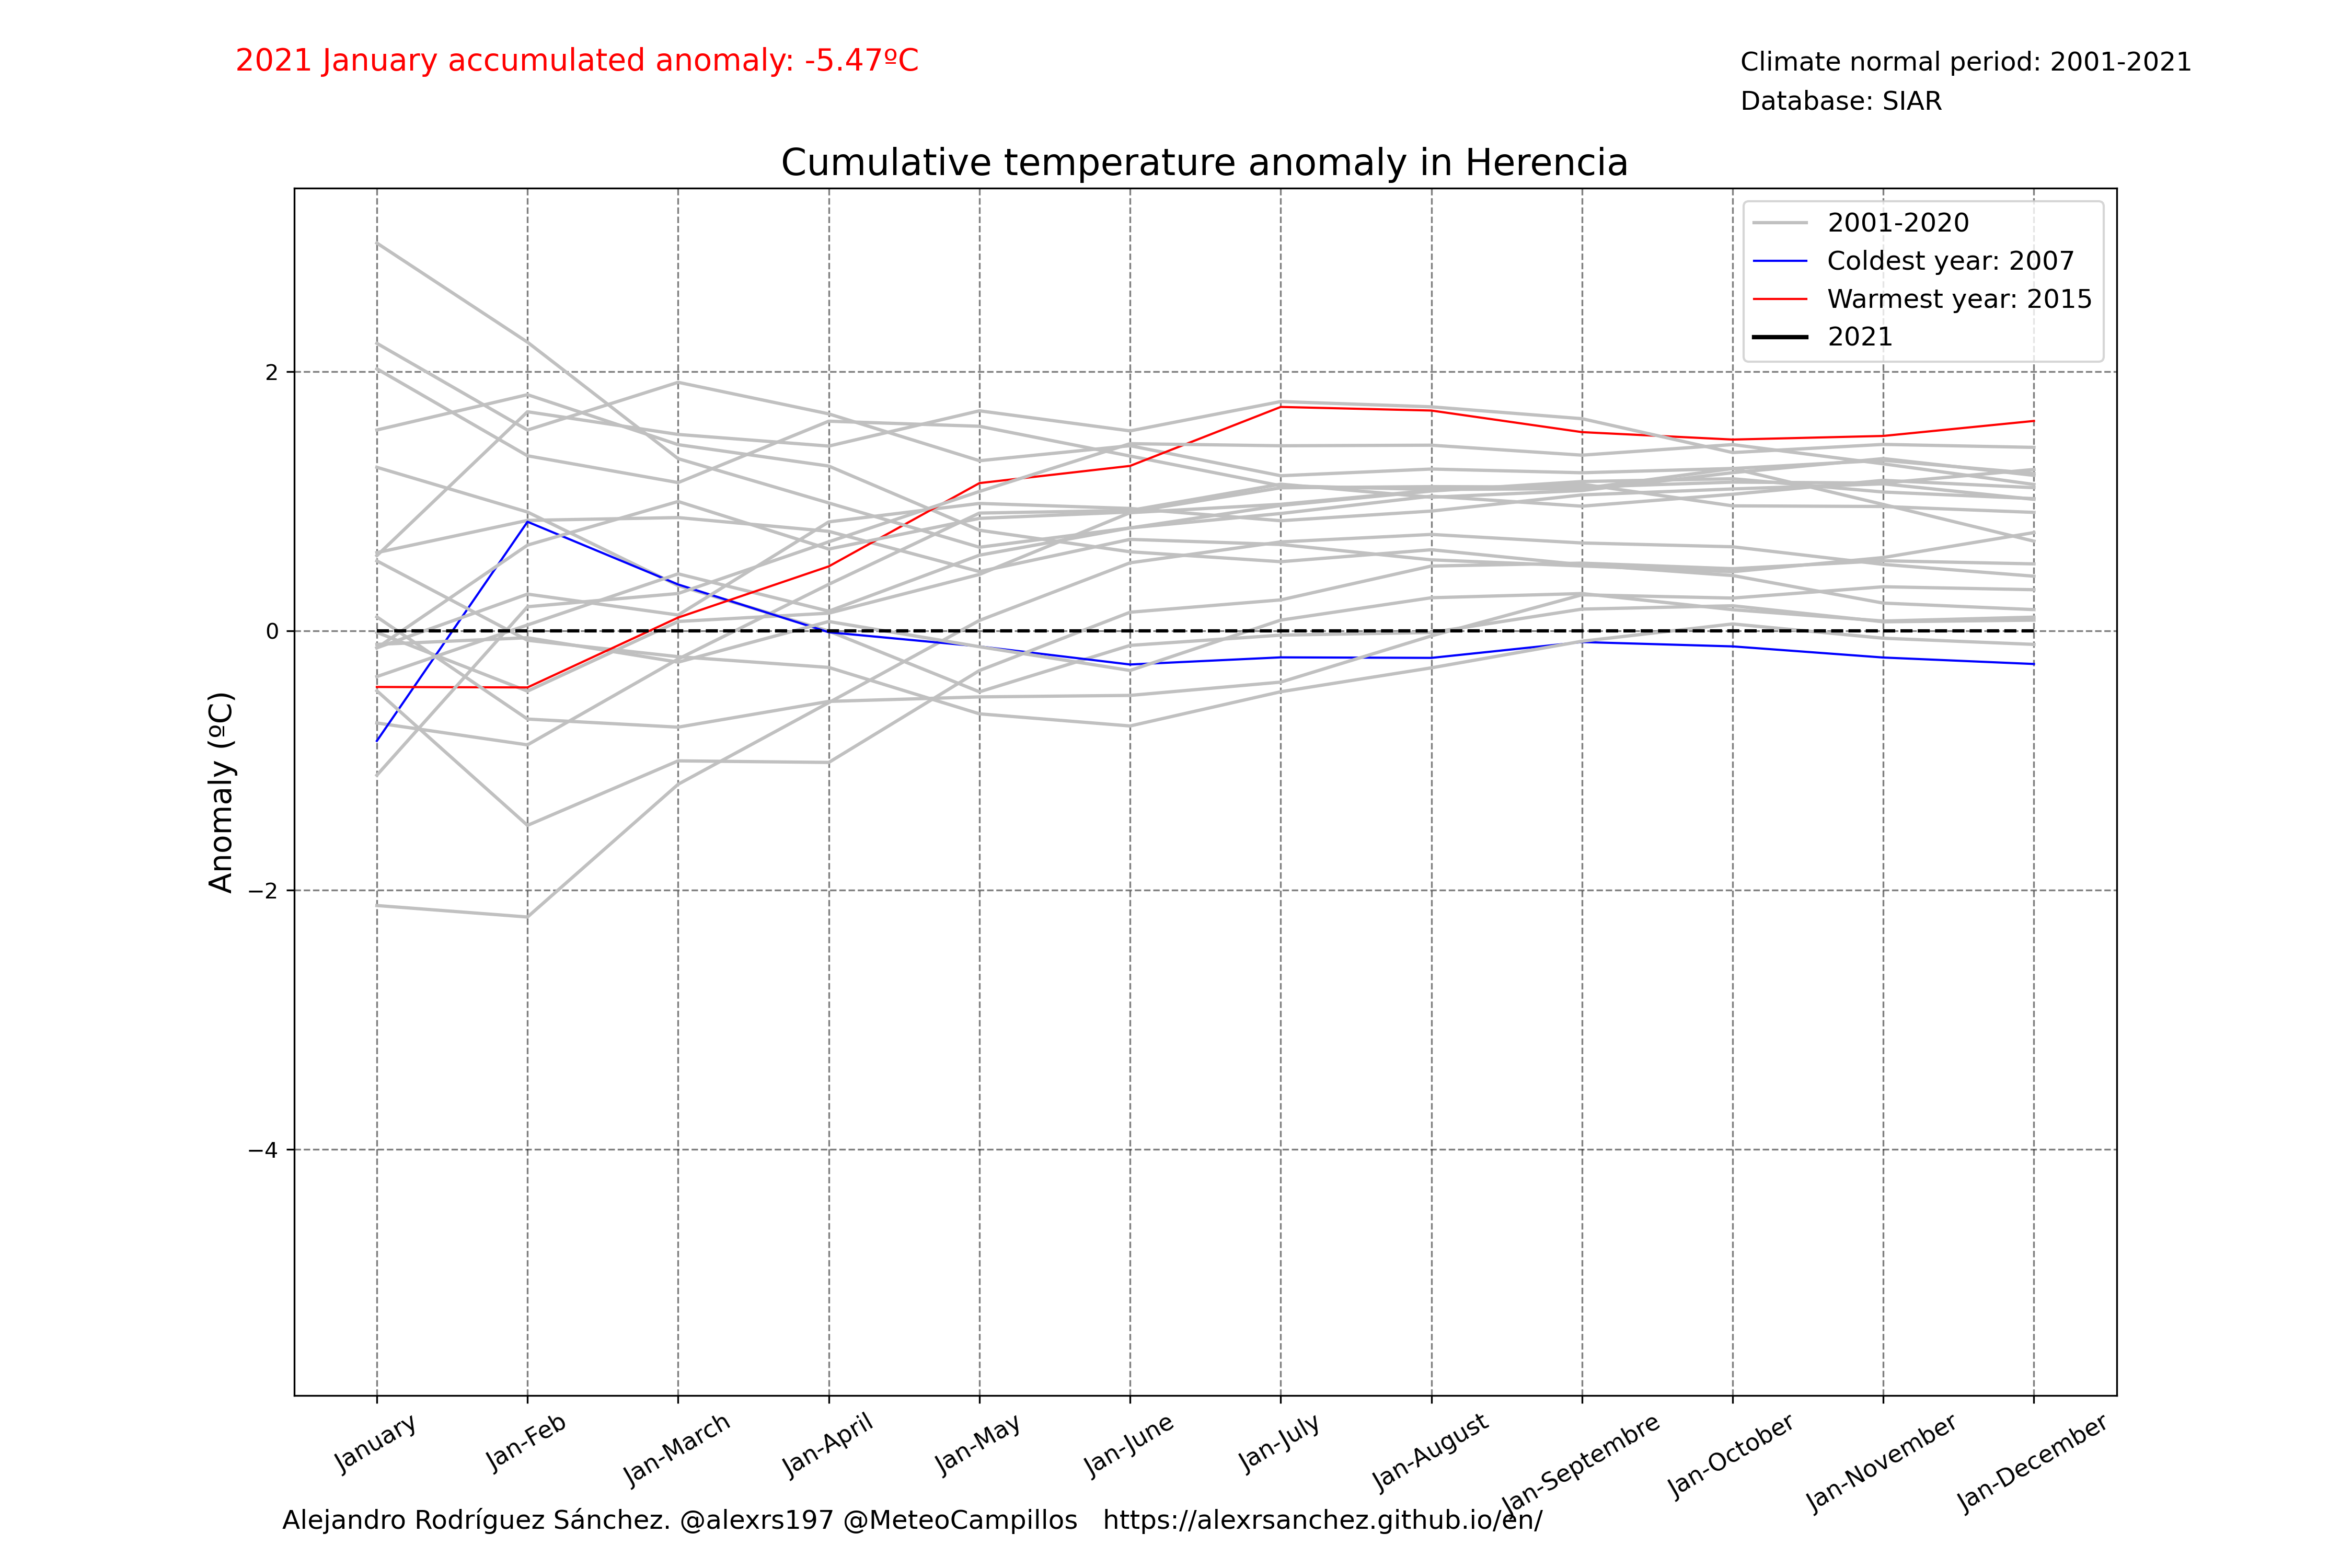 2021 January accumulated anomaly: -5.47ºC
Climate normal period: 2001-2021
Database: SIAR
Cumulative temperature anomaly in Herencia
2001-2020
Coldest year: 2007
Warmest year: 2015
2021
2
0
−2
−4
Anomaly (ºC)
January
Jan-Feb
Jan-March
Jan-April
Jan-May
Jan-June
Jan-July
Jan-August
Jan-Septembre
Jan-October
Jan-November
Jan-December
Alejandro Rodríguez Sánchez. @alexrs197 @MeteoCampillos   https://alexrsanchez.github.io/en/